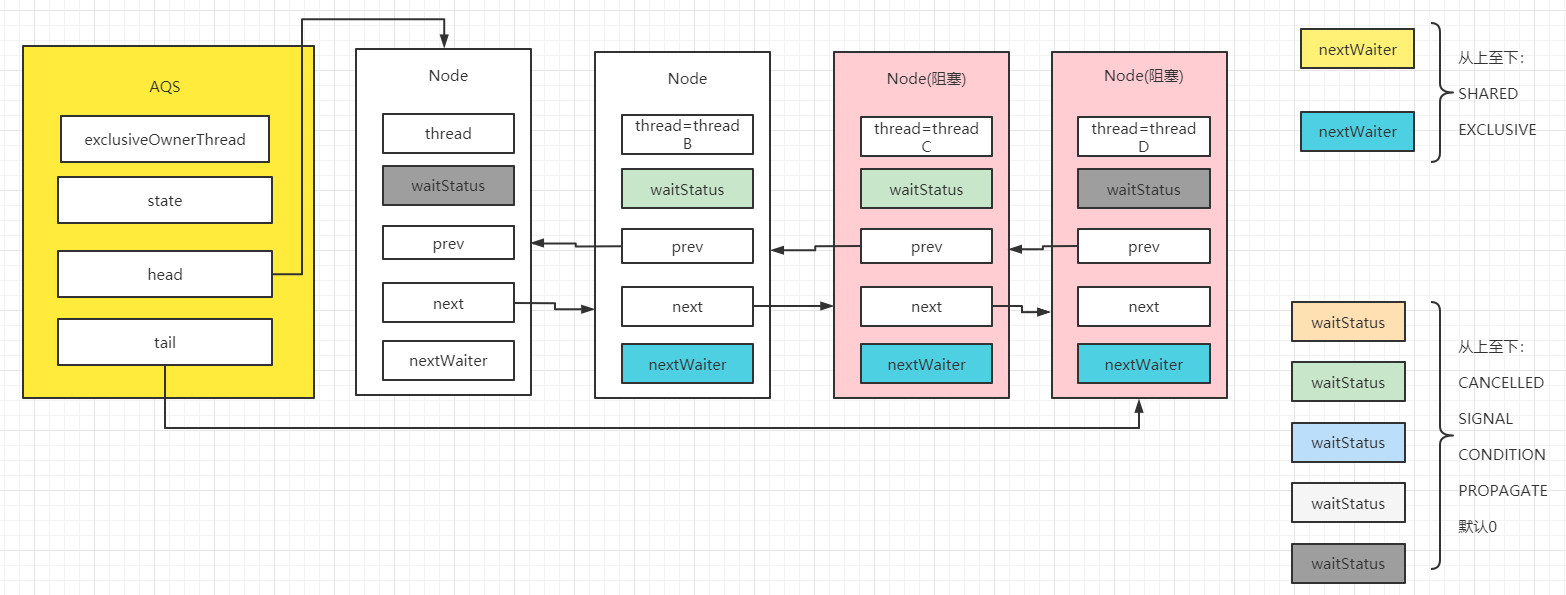 AQS
exclusiveOwnerThread
state
head
tail
Node
thread
waitStatus
prev
next
nextWaiter
Node
thread=thread
B
waitStatus
prev
next
nextWaiter
Node(阻塞)
thread=thread
C
waitStatus
prev
next
nextWaiter
Node(阻塞)
thread=thread
D
waitStatus
prev
next
nextWaiter
nextWaiter
nextWaiter
从上至下:
SHARED
EXCLUSIVE
waitStatus
waitStatus
waitStatus
waitStatus
waitStatus
从上至下:
CANCELLED
SIGNAL
CONDITION
PROPAGATE
默认0